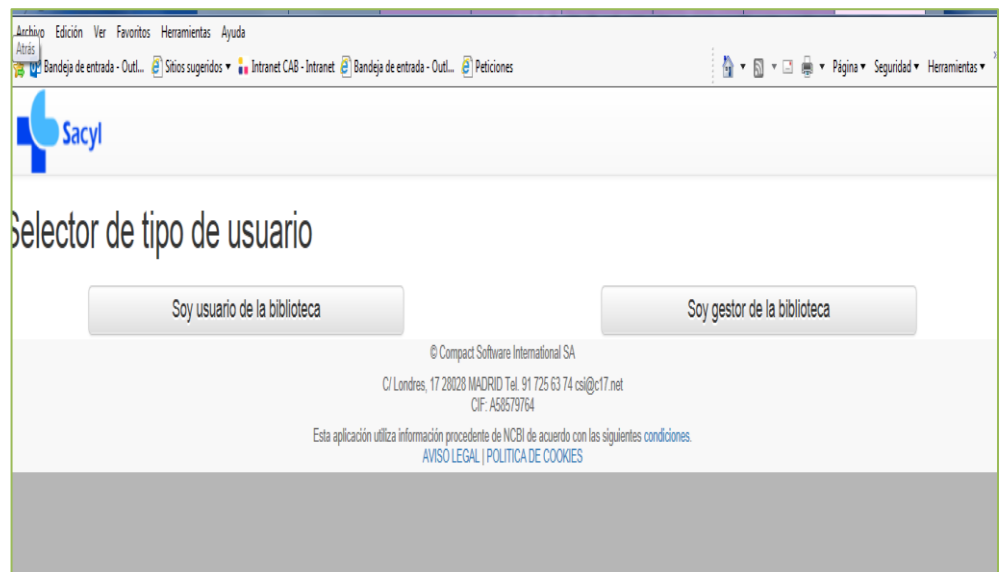 Archivo Edición Ver Favoritos Herramientas Ayuda
Atrás
Bandeja de entrada - Outl... Sitios sugeridos Intranet CAB - Intranet Bandeja de entrada - Outl... Peticiones Página Seguridad Herramientas
Sacyl
Selector de tipo de usuario
Soy usuario de la biblioteca Soy gestor de la biblioteca
© Compact Software International SA
C/ Londres, 17 28028 MADRID Tel. 91 725 63 74 csi@c17.net
CIF: A58579764
Esta aplicación utiliza información procedente de NCBI de acuerdo con las siguientes condiciones.
AVISO LEGAL | POLITICA DE COOKIES